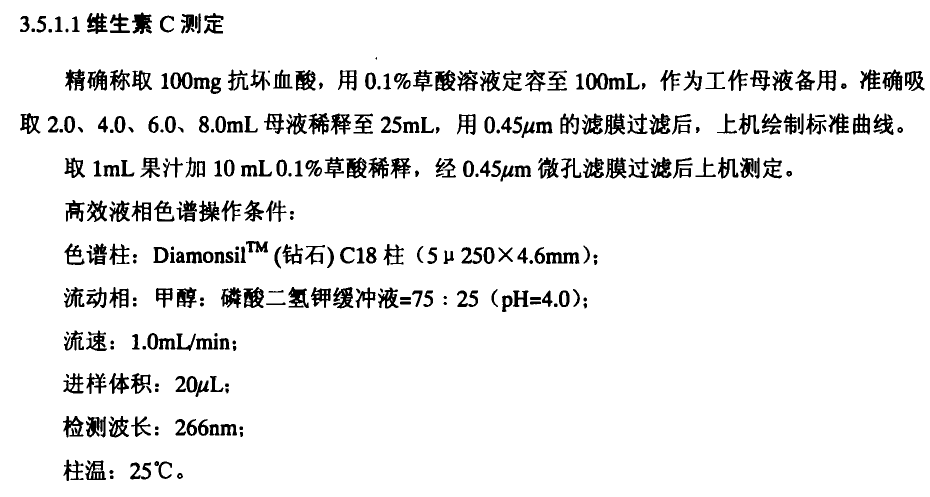 3.5.1.1 维生素 C 测定
精确称取 100mg 抗坏血酸，用 0.1%草酸溶液定容至 100mL，作为工作母液备用。准确吸
取 2.0、4.0、6.0、8.0mL 母液稀释至 25mL，用 0.45μm 的滤膜过滤后，上机绘制标准曲线。
取 1mL 果汁加 10 mL 0.1%草酸稀释，经 0.45μm 微孔滤膜过滤后上机测定。
高效液相色谱操作条件：
色谱柱：Diamonsil™ (钻石) C18 柱（5 μ 250×4.6mm）；
流动相：甲醇：磷酸二氢钾缓冲液=75：25（pH=4.0）；
流速：1.0mL/min；
进样体积：20μL；
检测波长：266nm；
柱温：25℃。